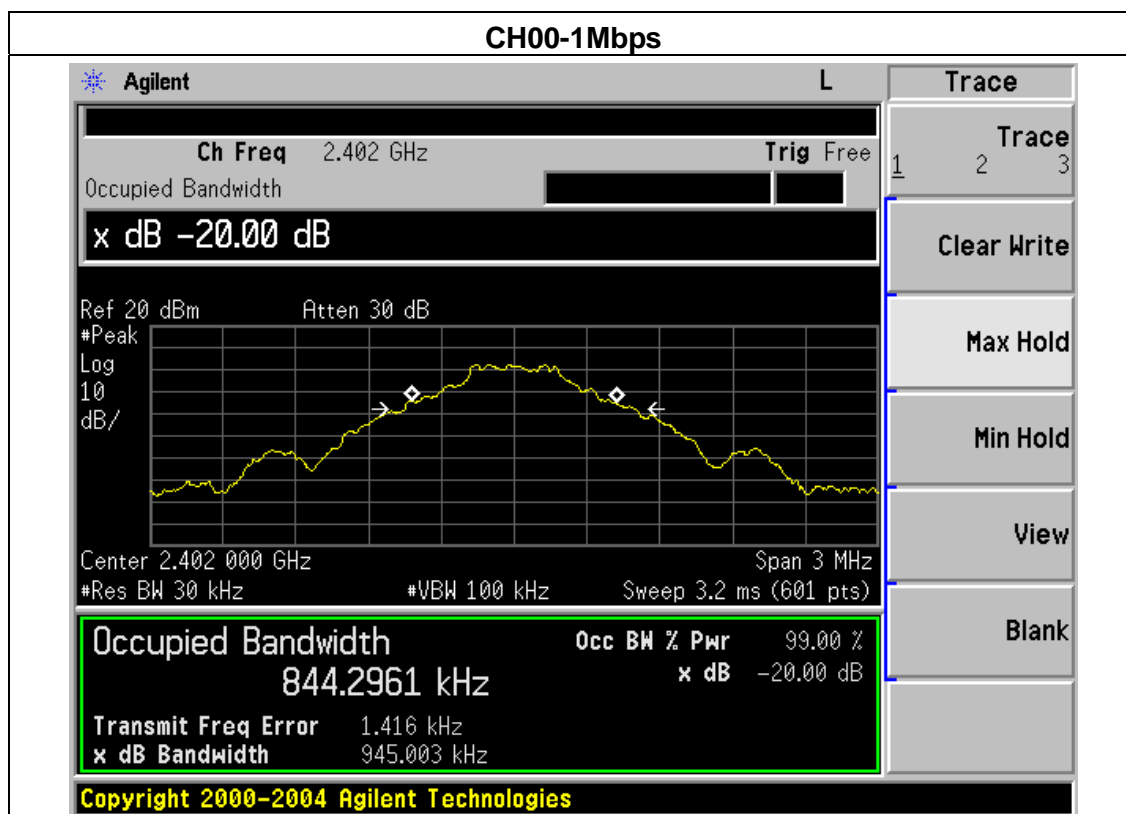 CH00-1Mbps
Agilent L Trace
Ch Freq 2.402 GHz Trig Free
Occupied Bandwidth
x dB -20.00 dB
Ref 20 dBm Atten 30 dB
#Peak
Log
10
dB/
Center 2.402 000 GHz Span 3 MHz
#Res BW 30 kHz #VBW 100 kHz Sweep 3.2 ms (601 pts)
Occupied Bandwidth Occ BW % Pwr 99.00 %
844.2961 kHz x dB -20.00 dB
Transmit Freq Error 1.416 kHz
x dB Bandwidth 945.003 kHz
Copyright 2000-2004 Agilent Technologies
Trace
1 2 3
Clear Write
Max Hold
Min Hold
View
Blank